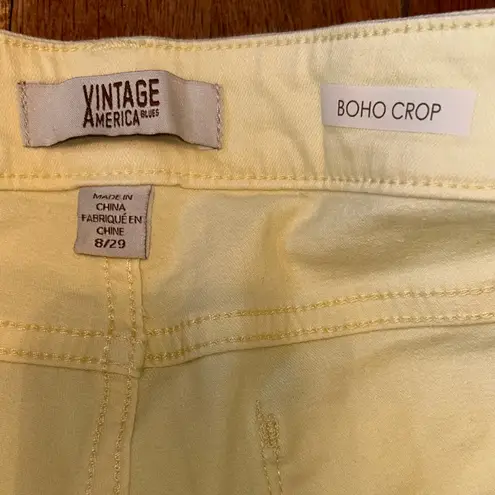 VINTAGE
AMERICA BLUES
BOHO CROP
MADE IN
CHINA
FABRIQUÉ EN
CHINE
8/29